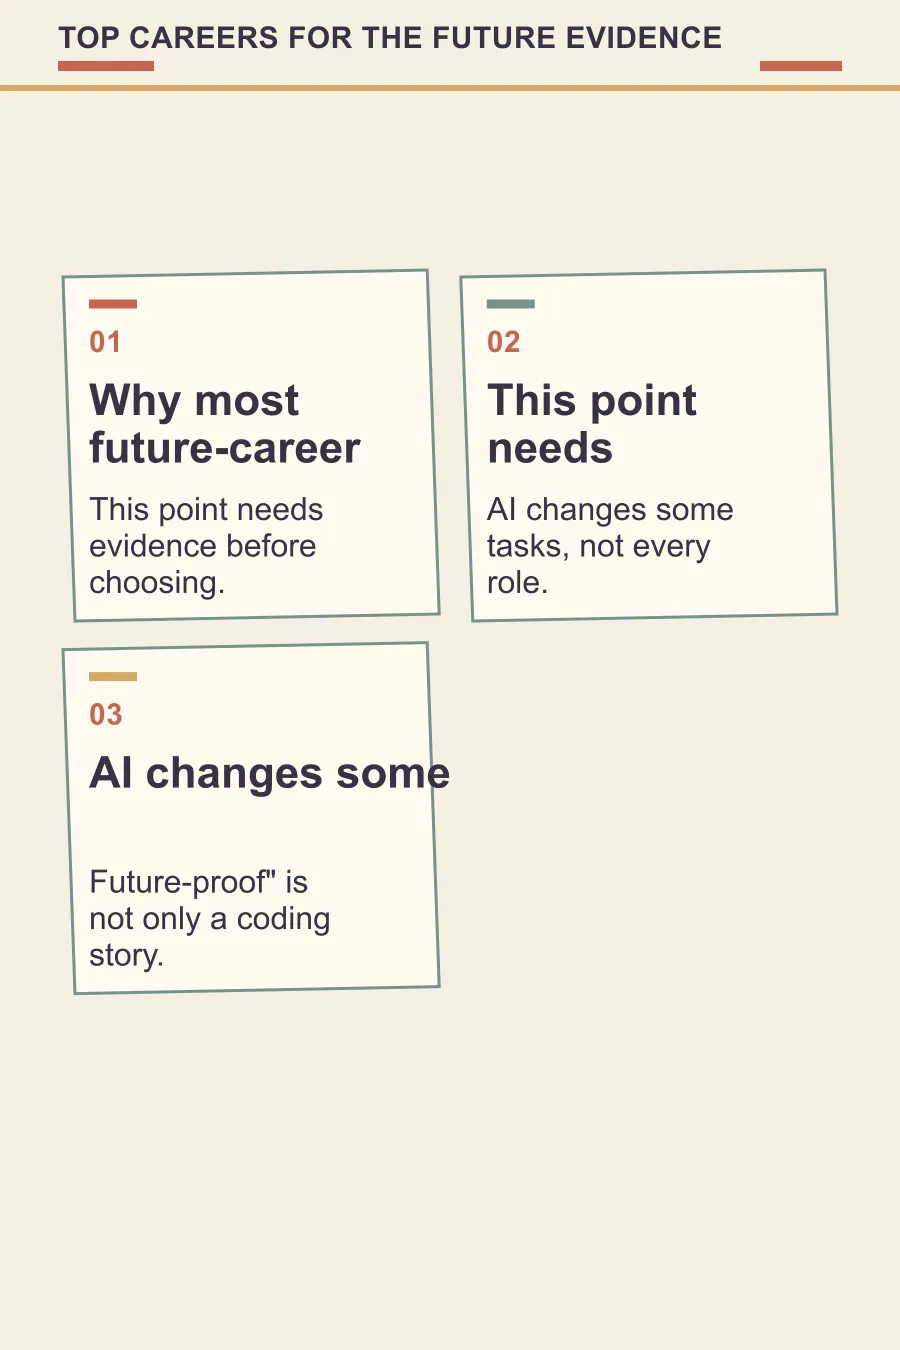 TOP CAREERS FOR THE FUTURE EVIDENCE
01
Why most
future-career
This point needs
evidence before
choosing.
02
This point
needs
AI changes some
tasks, not every
role.
03
AI changes some
Future-proof" is
not only a coding
story.